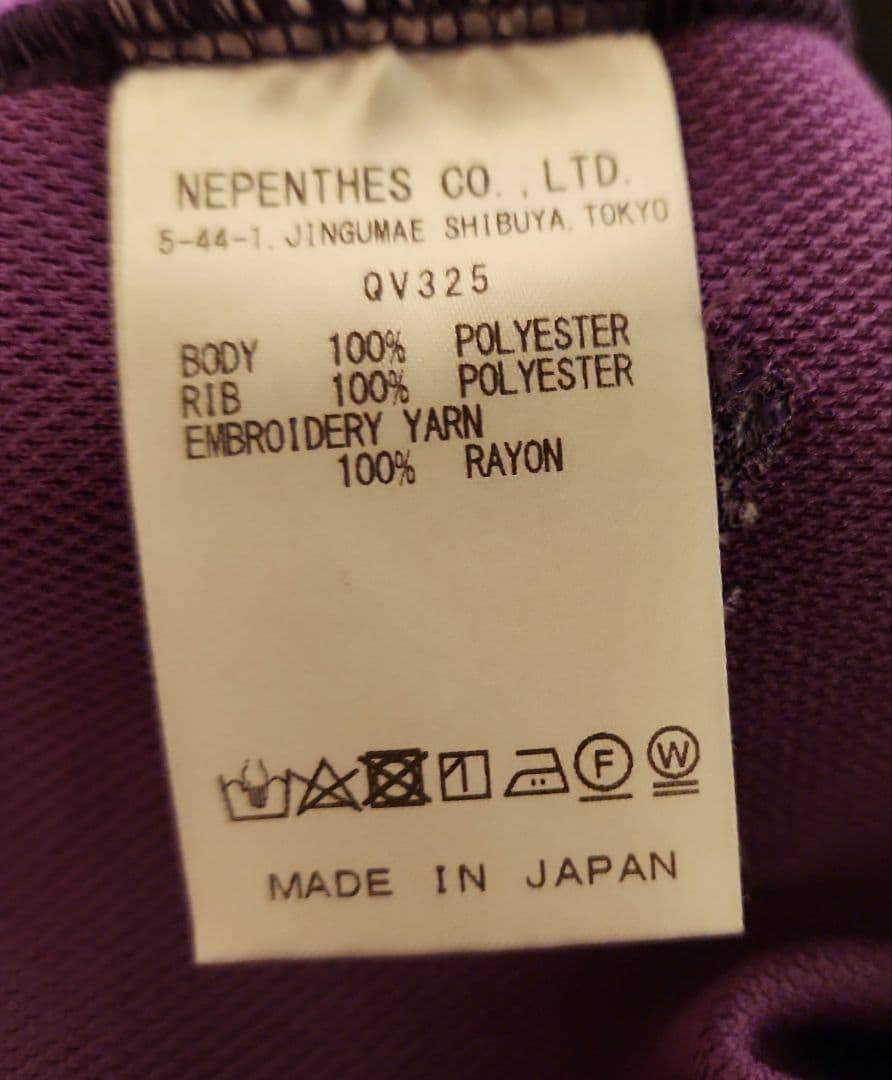 NEPENTHES CO.,LTD.
5-44-1, JINGUMAE SHIBUYA, TOKYO
QV325
BODY 100% POLYESTER
RIB 100% POLYESTER
EMBROIDERY YARN
100% RAYON
F W
MADE IN JAPAN